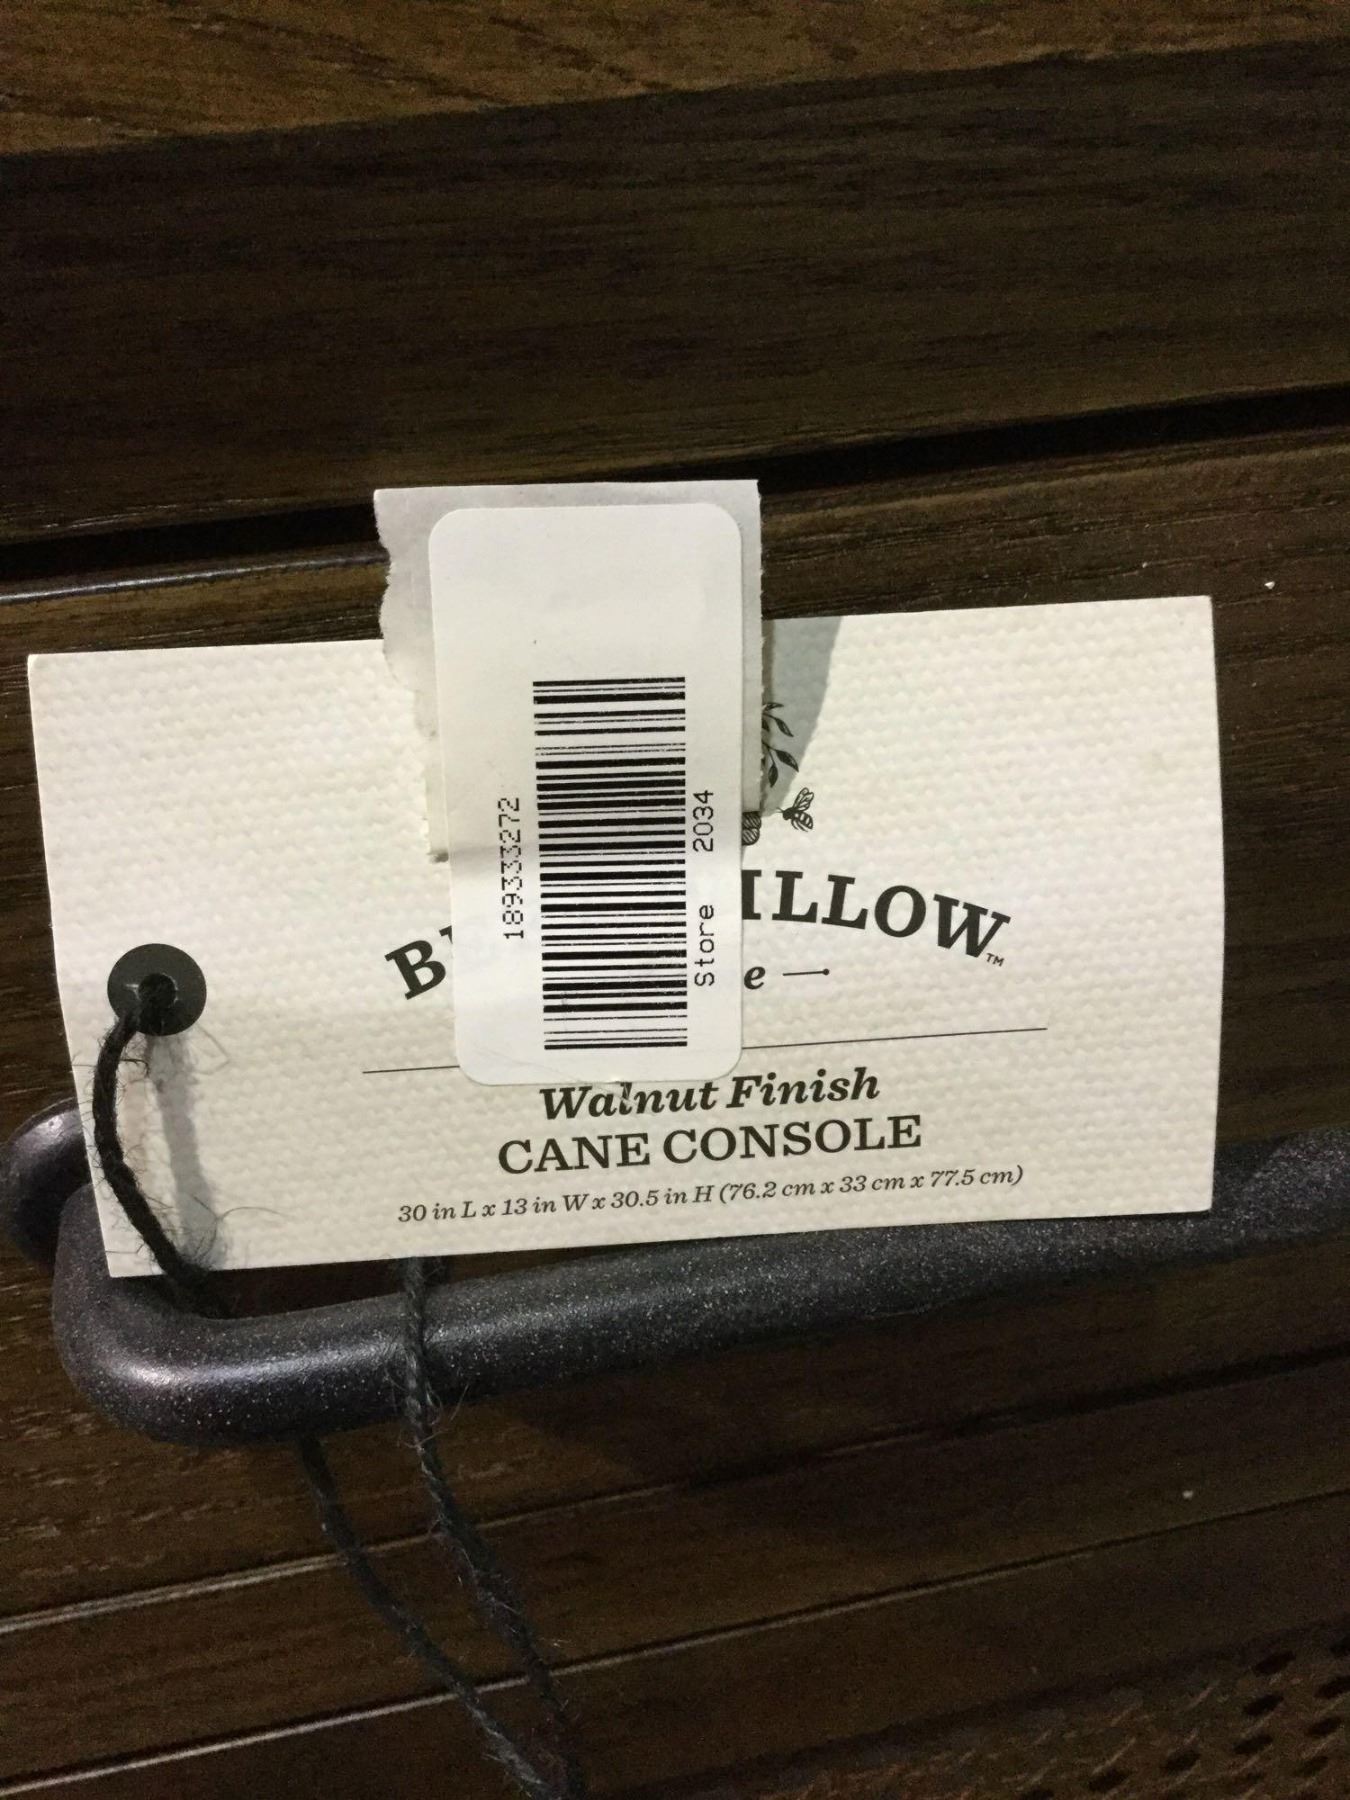 189333272
Store 2034
ILLOW™
e
Walnut Finish
CANE CONSOLE
30 in L x 13 in W x 30.5 in H (76.2 cm x 33 cm x 77.5 cm)